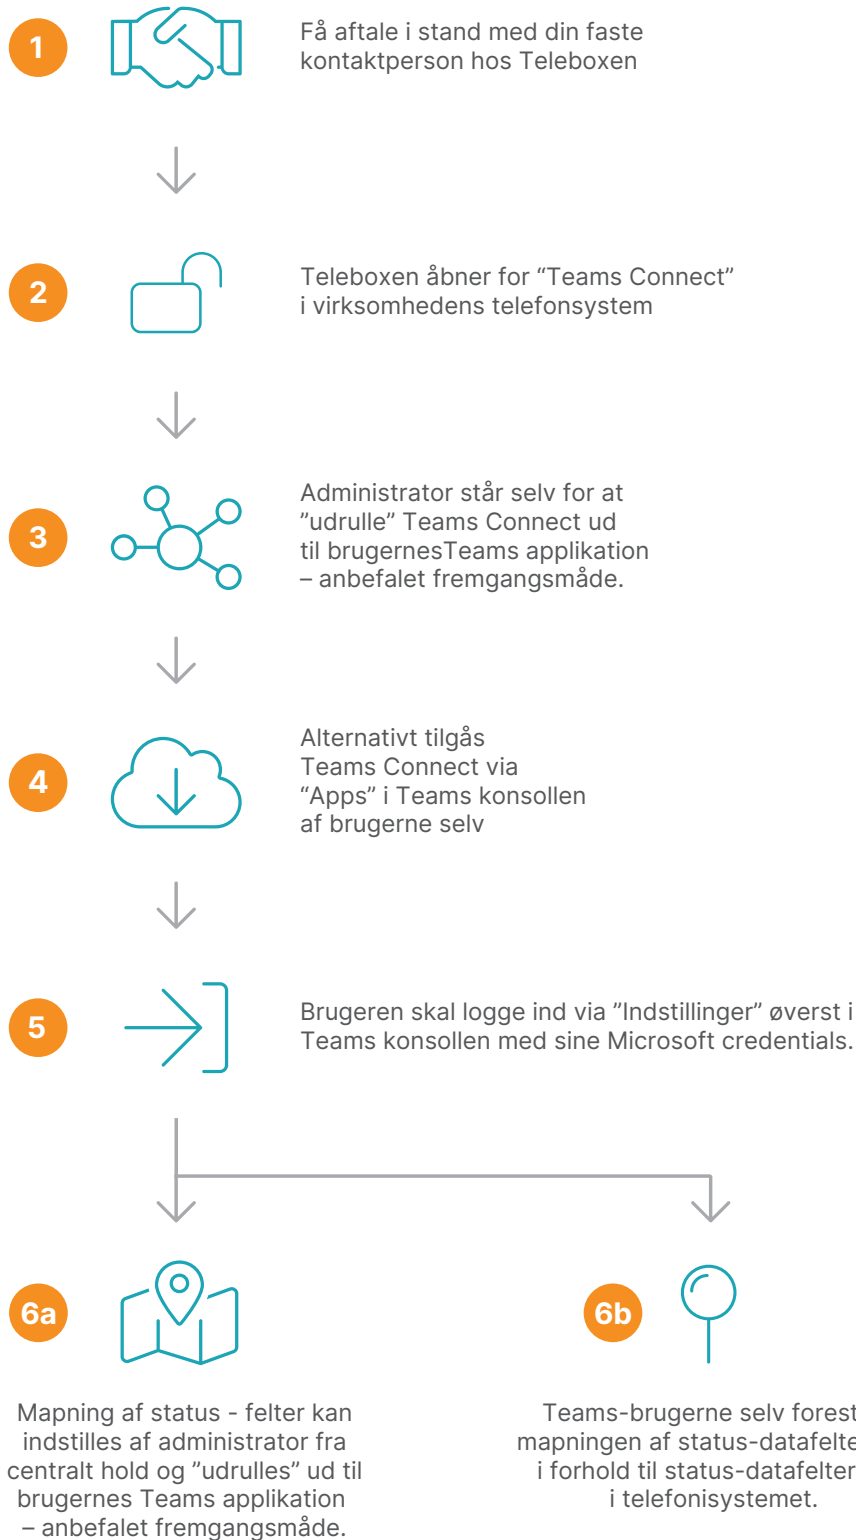 1
Få aftale i stand med din faste
kontaktperson hos Teleboxen
2
Teleboxen åbner for “Teams Connect”
i virksomhedens telefonsystem
3
Administrator står selv for at
”udrulle” Teams Connect ud
til brugernesTeams applikation
– anbefalet fremgangsmåde.
4
Alternativt tilgås
Teams Connect via
“Apps” i Teams konsollen
af brugerne selv
5
Brugeren skal logge ind via ”Indstillinger” øverst i
Teams konsollen med sine Microsoft credentials.
6a
Mapning af status - felter kan
indstilles af administrator fra
centralt hold og ”udrulles” ud til
brugernes Teams applikation
– anbefalet fremgangsmåde.
6b
Teams-brugerne selv
mapningen af
i forhold til status-datafelter
i telefonisystemet.